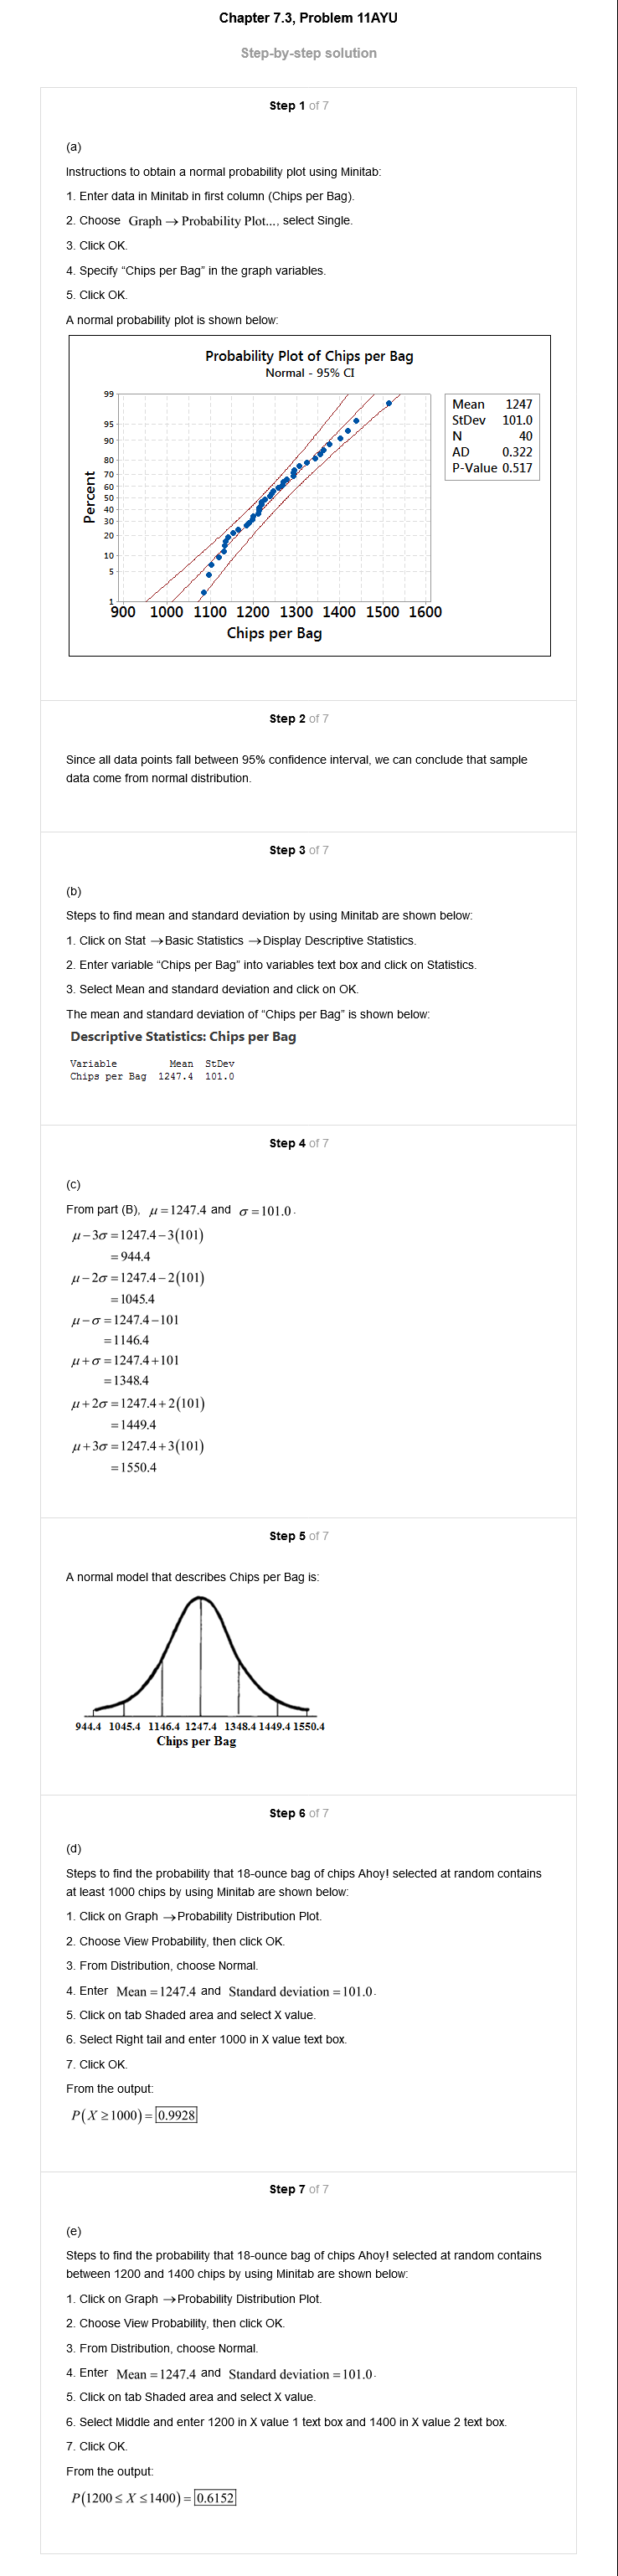 Chapter 7.3, Problem 11AYU
Step-by-step solution
Step 1 of 7
(a)
Instructions to obtain a normal probability plot using Minitab:
1. Enter data in Minitab in first column (Chips per Bag).
2. Choose Graph → Probability Plot..., select Single.
3. Click OK.
4. Specify “Chips per Bag” in the graph variables.
5. Click OK.
A normal probability plot is shown below:
Probability Plot of Chips per Bag
Normal - 95% CI
Mean 1247
StDev 101.0
N 40
AD 0.322
P-Value 0.517
Percent
99
95
90
80
70
60
50
40
30
20
10
5
1
900 1000 1100 1200 1300 1400 1500 1600
Chips per Bag
Step 2 of 7
Since all data points fall between 95% confidence interval, we can conclude that sample
data come from normal distribution.
Step 3 of 7
(b)
Steps to find mean and standard deviation by using Minitab are shown below:
1. Click on Stat →Basic Statistics →Display Descriptive Statistics.
2. Enter variable “Chips per Bag” into variables text box and click on Statistics.
3. Select Mean and standard deviation and click on OK.
The mean and standard deviation of “Chips per Bag” is shown below:
Descriptive Statistics: Chips per Bag
Variable Mean StDev
Chips per Bag 1247.4 101.0
Step 4 of 7
(c)
From part (B), μ = 1247.4 and σ = 101.0.
μ − 3σ = 1247.4 − 3(101)
= 944.4
μ − 2σ = 1247.4 − 2(101)
= 1045.4
μ − σ = 1247.4 − 101
= 1146.4
μ + σ = 1247.4 + 101
= 1348.4
μ + 2σ = 1247.4 + 2(101)
= 1449.4
μ + 3σ = 1247.4 + 3(101)
= 1550.4
Step 5 of 7
A normal model that describes Chips per Bag is:
944.4 1045.4 1146.4 1247.4 1348.4 1449.4 1550.4
Chips per Bag
Step 6 of 7
(d)
Steps to find the probability that 18-ounce bag of chips Ahoy! selected at random contains
at least 1000 chips by using Minitab are shown below:
1. Click on Graph →Probability Distribution Plot.
2. Choose View Probability, then click OK.
3. From Distribution, choose Normal.
4. Enter Mean = 1247.4 and Standard deviation = 101.0.
5. Click on tab Shaded area and select X value.
6. Select Right tail and enter 1000 in X value text box.
7. Click OK.
From the output:
P(X ≥ 1000) = 0.9928
Step 7 of 7
(e)
Steps to find the probability that 18-ounce bag of chips Ahoy! selected at random contains
between 1200 and 1400 chips by using Minitab are shown below:
1. Click on Graph →Probability Distribution Plot.
2. Choose View Probability, then click OK.
3. From Distribution, choose Normal.
4. Enter Mean = 1247.4 and Standard deviation = 101.0.
5. Click on tab Shaded area and select X value.
6. Select Middle and enter 1200 in X value 1 text box and 1400 in X value 2 text box.
7. Click OK.
From the output:
P(1200 ≤ X ≤ 1400) = 0.6152